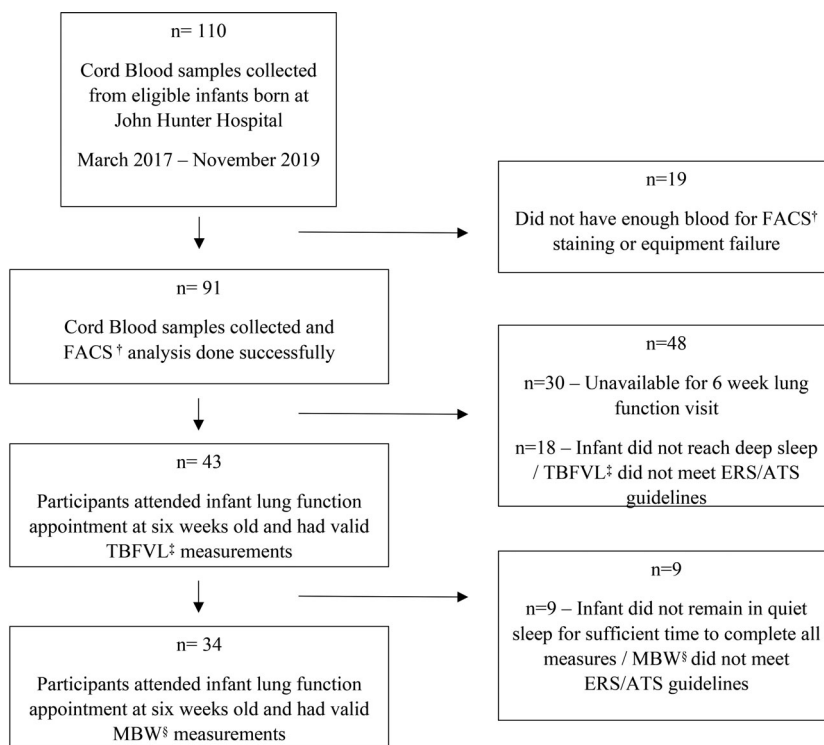 n= 110
Cord Blood samples collected
from eligible infants born at
John Hunter Hospital
March 2017 – November 2019
n=19
Did not have enough blood for FACS†
staining or equipment failure
n= 91
Cord Blood samples collected and
FACS † analysis done successfully
n=48
n=30 – Unavailable for 6 week lung
function visit
n=18 – Infant did not reach deep sleep
/ TBFVL‡ did not meet ERS/ATS
guidelines
n= 43
Participants attended infant lung function
appointment at six weeks old and had valid
TBFVL‡ measurements
n=9
n=9 – Infant did not remain in quiet
sleep for sufficient time to complete all
measures / MBW§ did not meet
ERS/ATS guidelines
n= 34
Participants attended infant lung function
appointment at six weeks old and had valid
MBW§ measurements